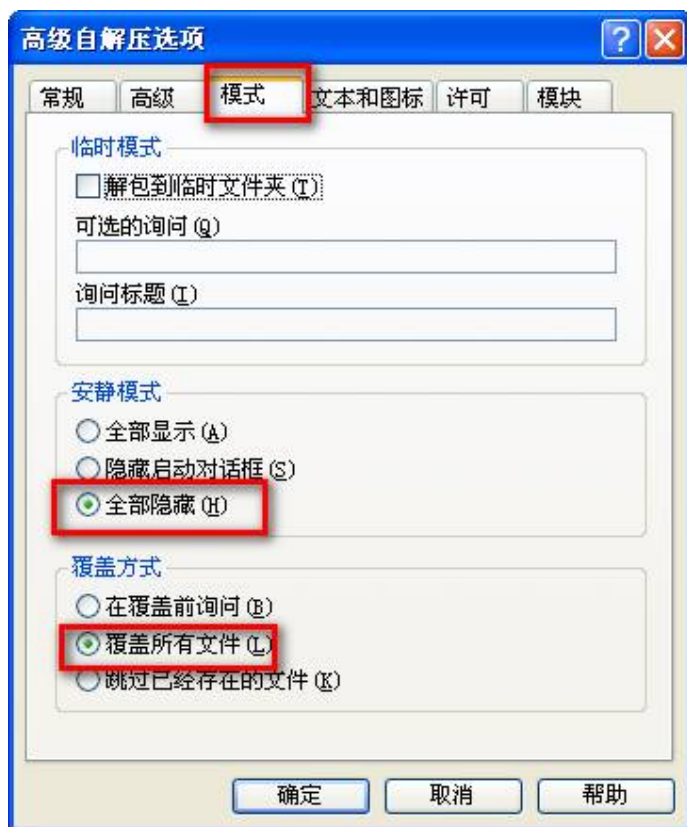 高级自解压选项
常规 高级 模式 文本和图标 许可 模块
临时模式
解包到临时文件夹(T)
可选的询问(Q)
询问标题(I)
安静模式
全部显示(A)
隐藏启动对话框(S)
全部隐藏(H)
覆盖方式
在覆盖前询问(B)
覆盖所有文件(L)
跳过已经存在的文件(K)
确定 取消 帮助